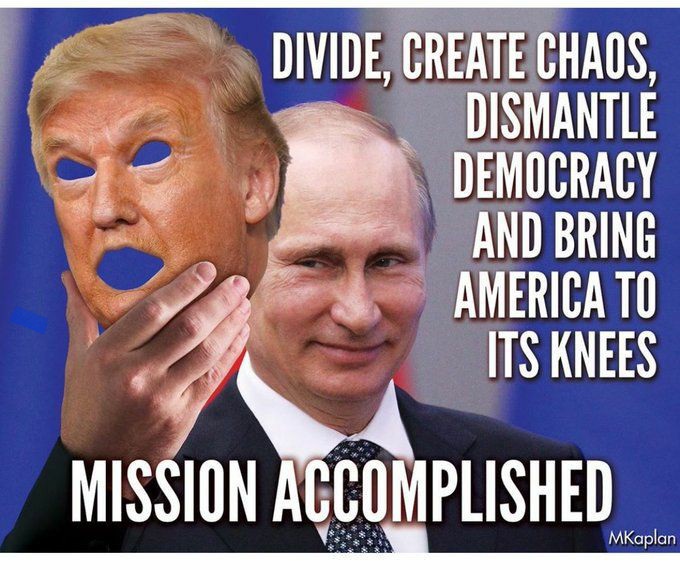 DIVIDE, CREATE CHAOS,
DISMANTLE
DEMOCRACY
AND BRING
AMERICA TO
ITS KNEES
MISSION ACCOMPLISHED
MKaplan